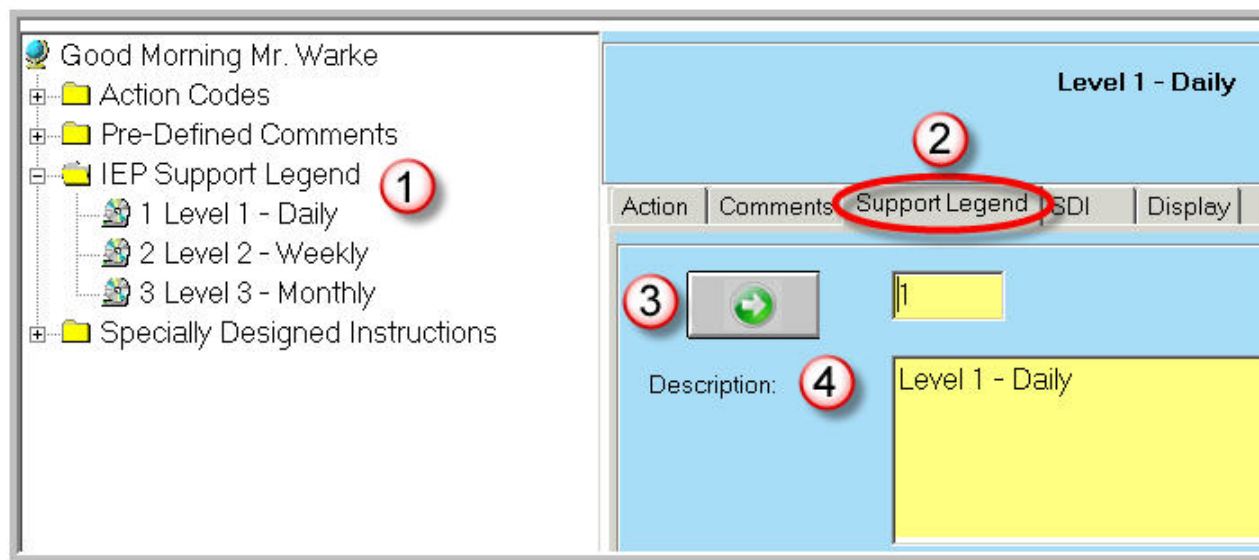 Good Morning Mr. Warke
Action Codes
Pre-Defined Comments
IEP Support Legend
1
1 Level 1 - Daily
2 Level 2 - Weekly
3 Level 3 - Monthly
Specially Designed Instructions
Level 1 - Daily
2
Action Comments Support Legend SDI Display
3
1
Description:
4
Level 1 - Daily